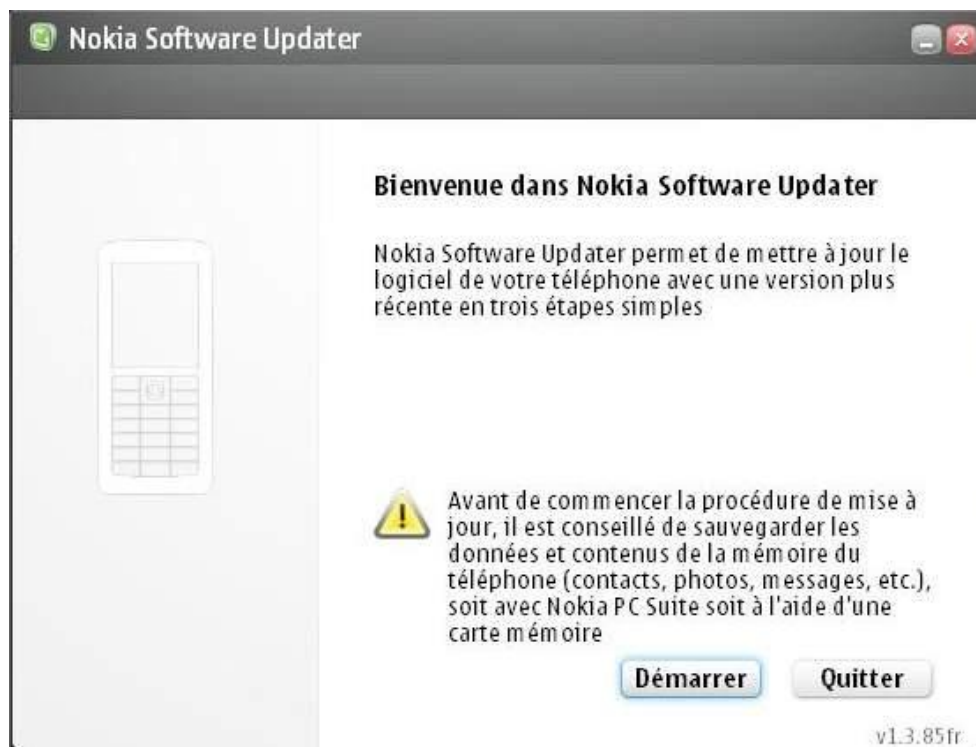 Nokia Software Updater
Bienvenue dans Nokia Software Updater
Nokia Software Updater permet de mettre à jour le
logiciel de votre téléphone avec une version plus
récente en trois étapes simples
Avant de commencer la procédure de mise à
jour, il est conseillé de sauvegarder les
données et contenus de la mémoire du
téléphone (contacts, photos, messages, etc.),
soit avec Nokia PC Suite soit à l'aide d'une
carte mémoire
Démarrer Quitter
v1.3.85fr